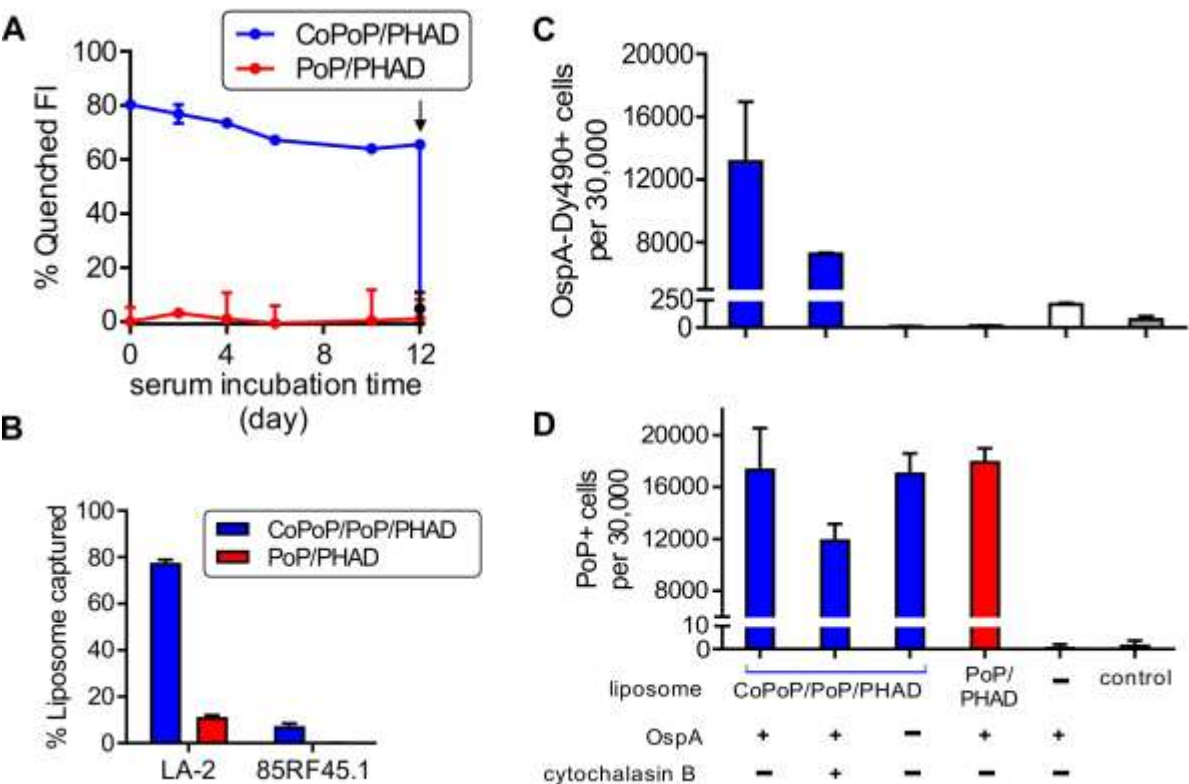 A
CoPoP/PHAD
PoP/PHAD
% Quenched FI
100
80
60
40
20
0
0 4 8 12
serum incubation time
(day)
B
CoPoP/PoP/PHAD
PoP/PHAD
% Liposome captured
100
80
60
40
20
0
LA-2 85RF45.1
C
OspA-Dy490+ cells
per 30,000
20000
16000
12000
8000
250
0
D
PoP+ cells
per 30,000
20000
16000
12000
8000
10
0
liposome CoPoP/PoP/PHAD PoP/ PHAD - control
OspA + + - + +
cytochalasin B - + - - -